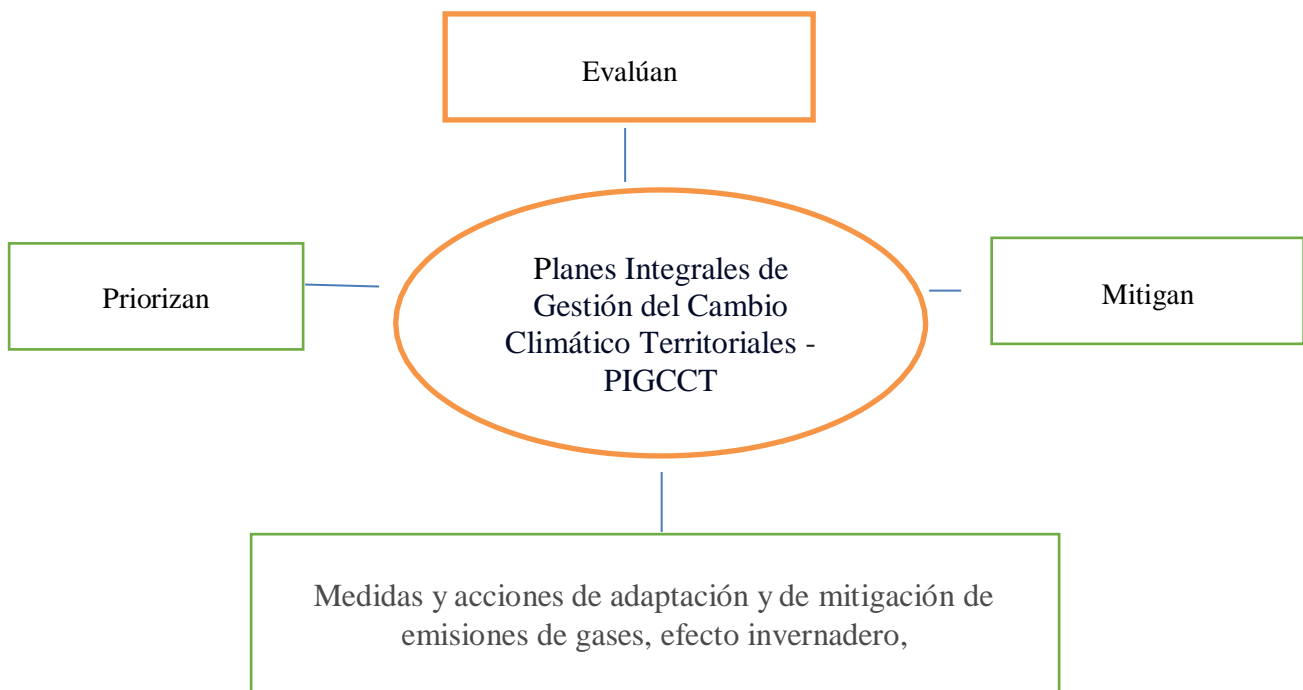 Evalúan
Priorizan
Planes Integrales de
Gestión del Cambio
Climático Territoriales -
PIGCCT
Mitigan
Medidas y acciones de adaptación y de mitigación de
emisiones de gases, efecto invernadero,